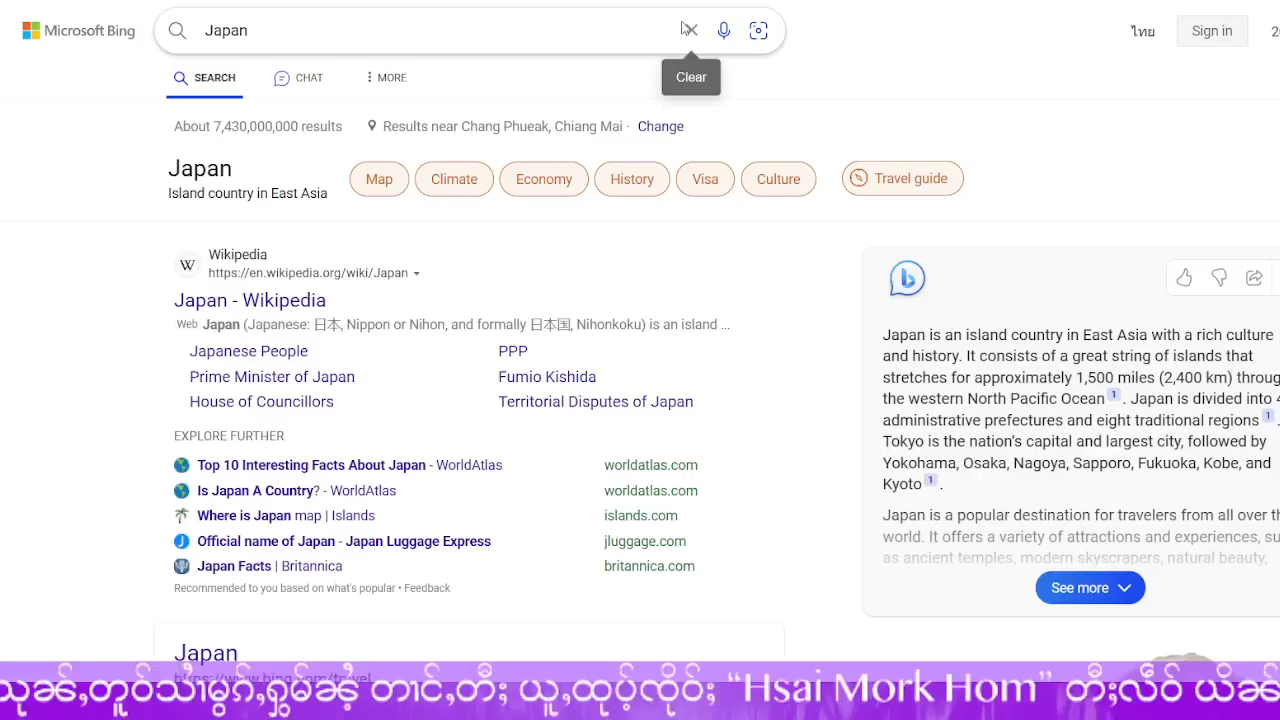 Microsoft Bing
Japan
ไทย
Sign in
Clear
SEARCH
CHAT
MORE
About 7,430,000,000 results
Results near Chang Phueak, Chiang Mai · Change
Japan
Island country in East Asia
Map
Climate
Economy
History
Visa
Culture
Travel guide
W
Wikipedia
https://en.wikipedia.org/wiki/Japan
Japan - Wikipedia
Web Japan (Japanese: 日本, Nippon or Nihon, and formally 日本国, Nihonkoku) is an island ...
Japanese People
PPP
Prime Minister of Japan
Fumio Kishida
House of Councillors
Territorial Disputes of Japan
EXPLORE FURTHER
Top 10 Interesting Facts About Japan - WorldAtlas
worldatlas.com
Is Japan A Country? - WorldAtlas
worldatlas.com
Where is Japan map | Islands
islands.com
Official name of Japan - Japan Luggage Express
jluggage.com
Japan Facts | Britannica
britannica.com
Recommended to you based on what's popular • Feedback
Japan is an island country in East Asia with a rich culture
and history. It consists of a great string of islands that
stretches for approximately 1,500 miles (2,400 km)
the western North Pacific Ocean 1 . Japan is divided into
administrative prefectures and eight traditional regions 1 .
Tokyo is the nation's capital and largest city, followed by
Yokohama, Osaka, Nagoya, Sapporo, Fukuoka, Kobe, and
Kyoto 1 .
Japan is a popular destination for travelers from all over
world. It offers a variety of attractions and experiences,
as ancient temples, modern skyscrapers, natural beauty,
See more
Japan
https://www.bing.com/travel
"Hsai Mork Hom"